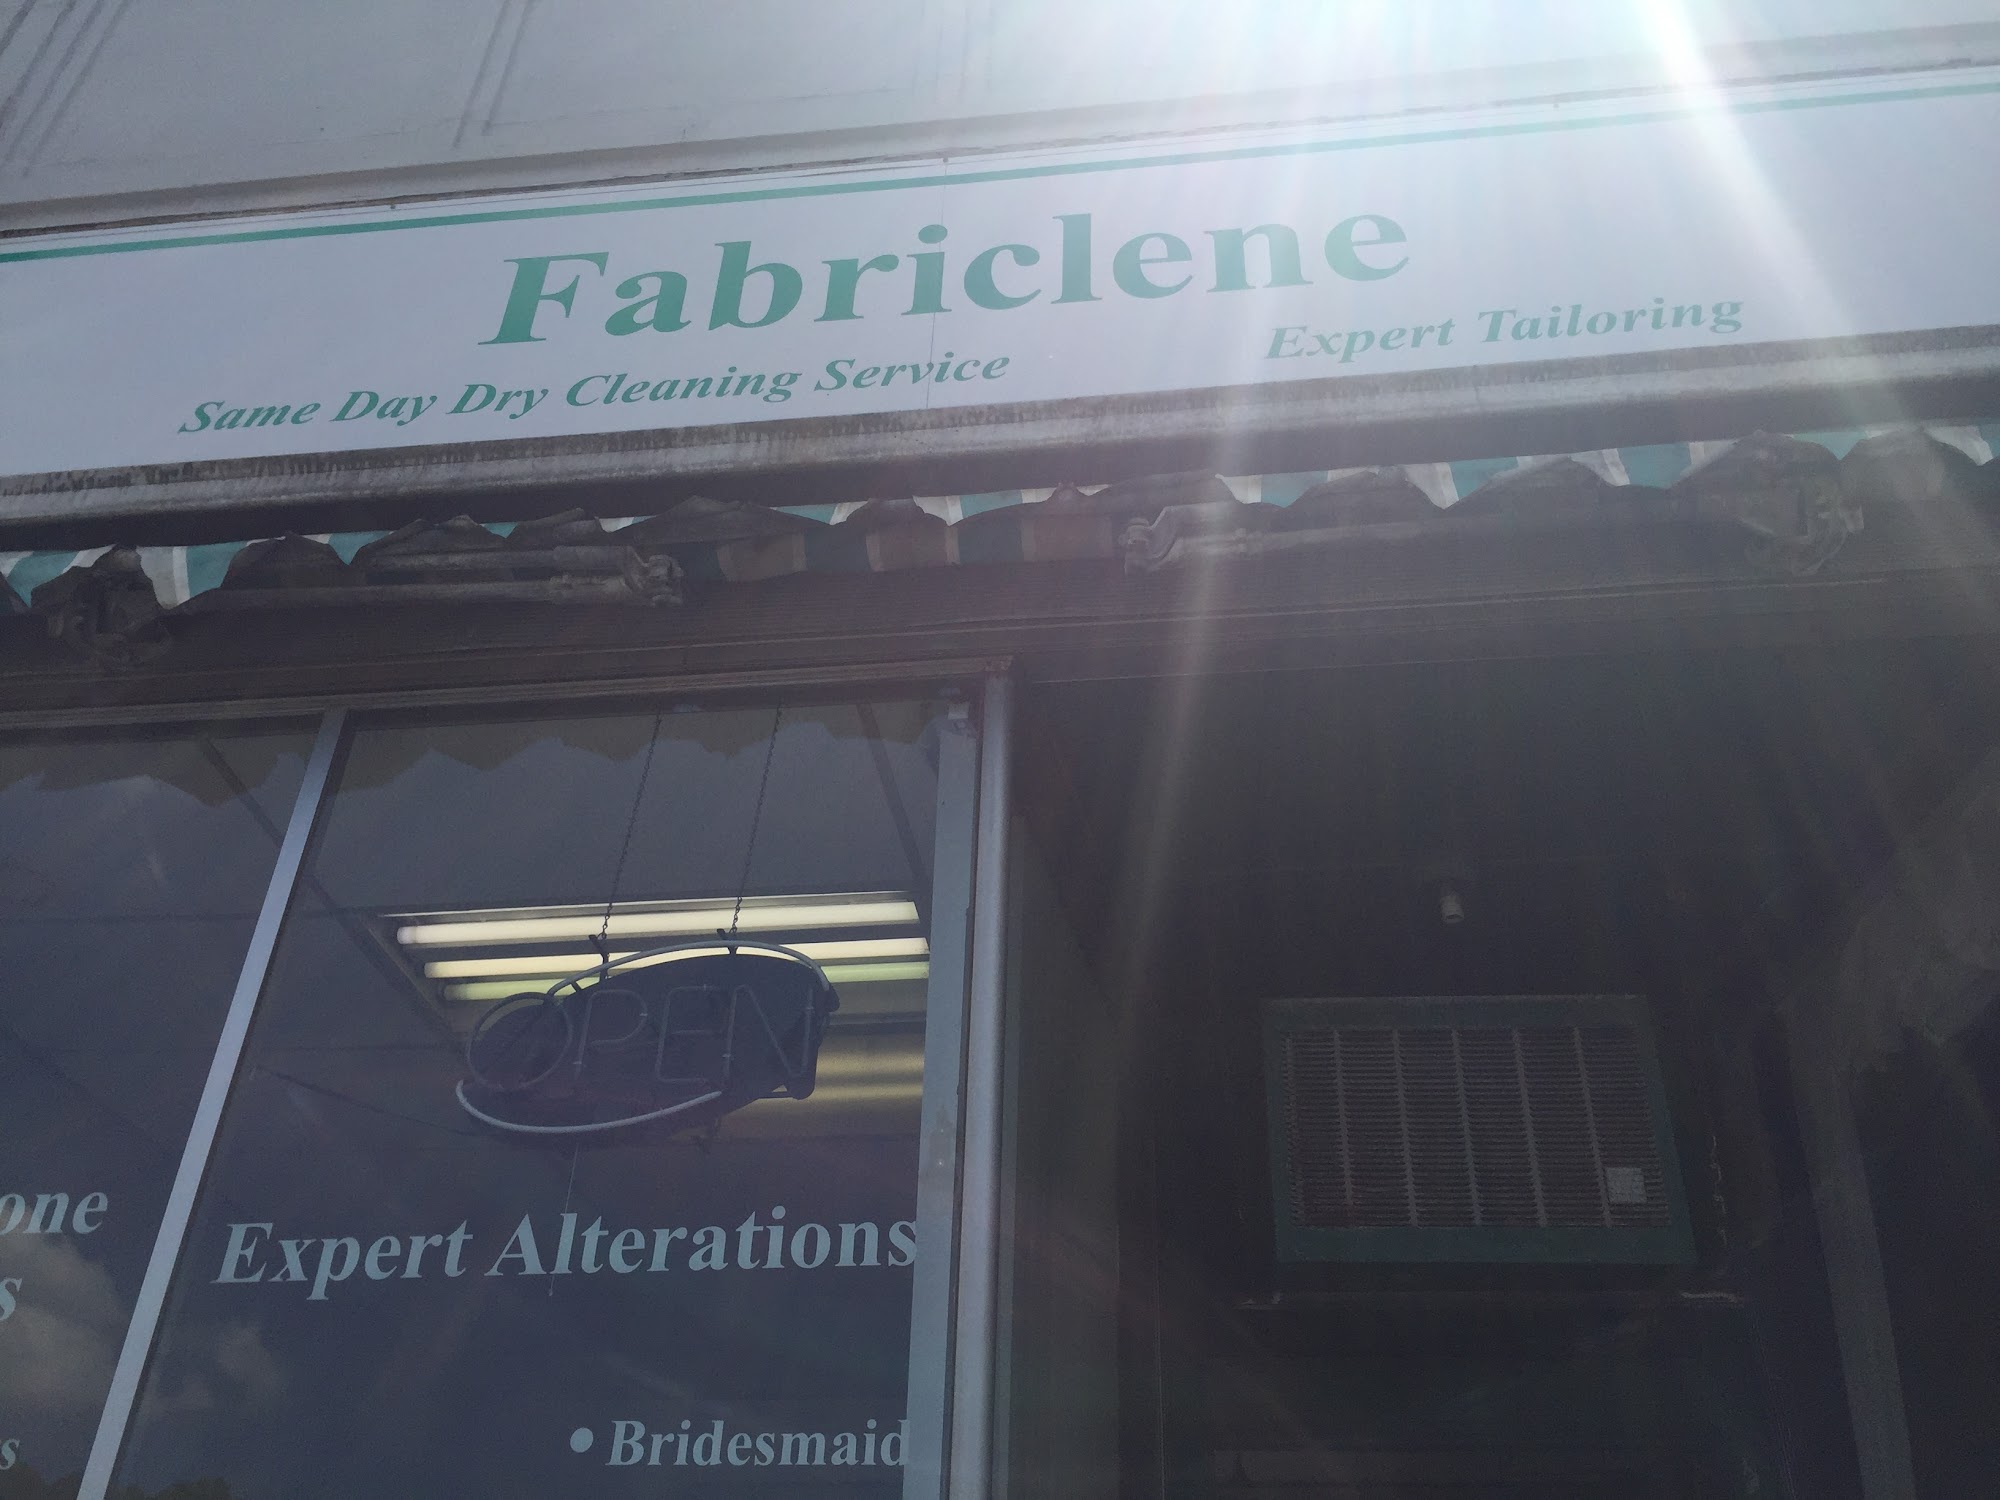 Fabriclene
Same Day Dry Cleaning Service Expert Tailoring
OPEN
one
s
Expert Alterations
• Bridesmaid
s